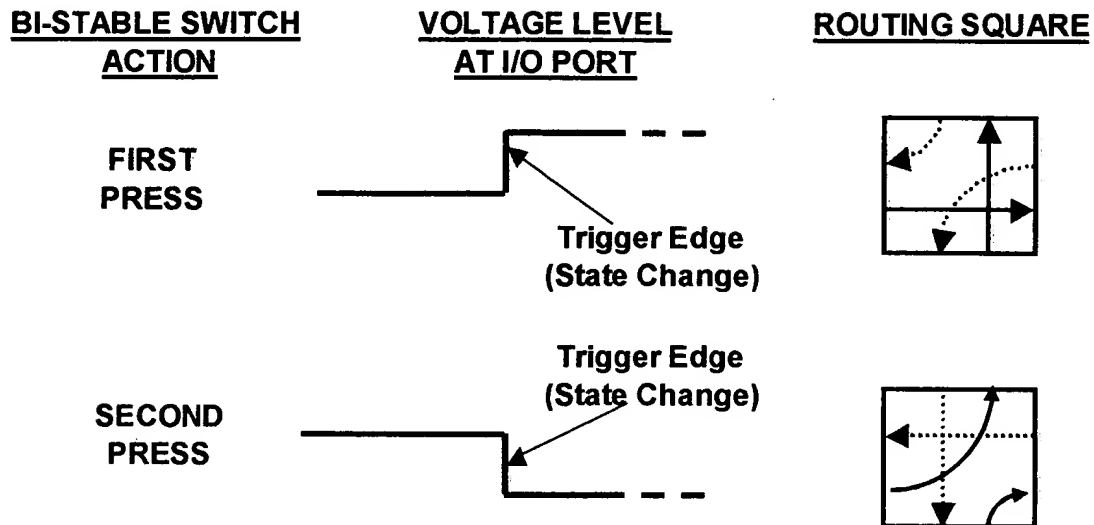 BI-STABLE SWITCH
ACTION
VOLTAGE LEVEL
AT I/O PORT
ROUTING SQUARE
FIRST
PRESS
Trigger Edge
(State Change)
Trigger Edge
(State Change)
SECOND
PRESS